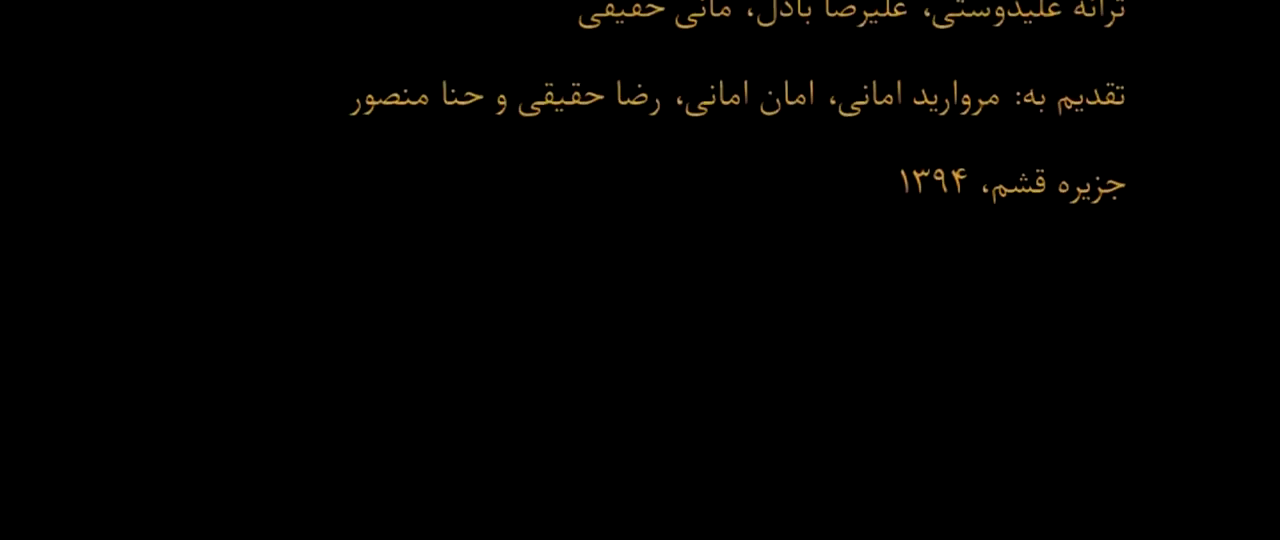 ترانه علیدوستی، علیرضا بادل، مانی حقیقی
تقدیم به: مروارید امانی، امان امانی، رضا حقیقی و حنا منصور
جزیره قشم، ۱۳۹۴